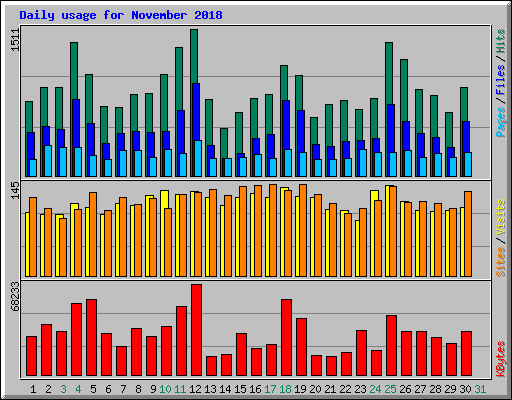 Daily usage for November 2018
1511
Pages / Files / Hits
145
Sites / Visits
68233
KBytes
1 2 3 4 5 6 7 8 9 10 11 12 13 14 15 16 17 18 19 20 21 22 23 24 25 26 27 28 29 30 31